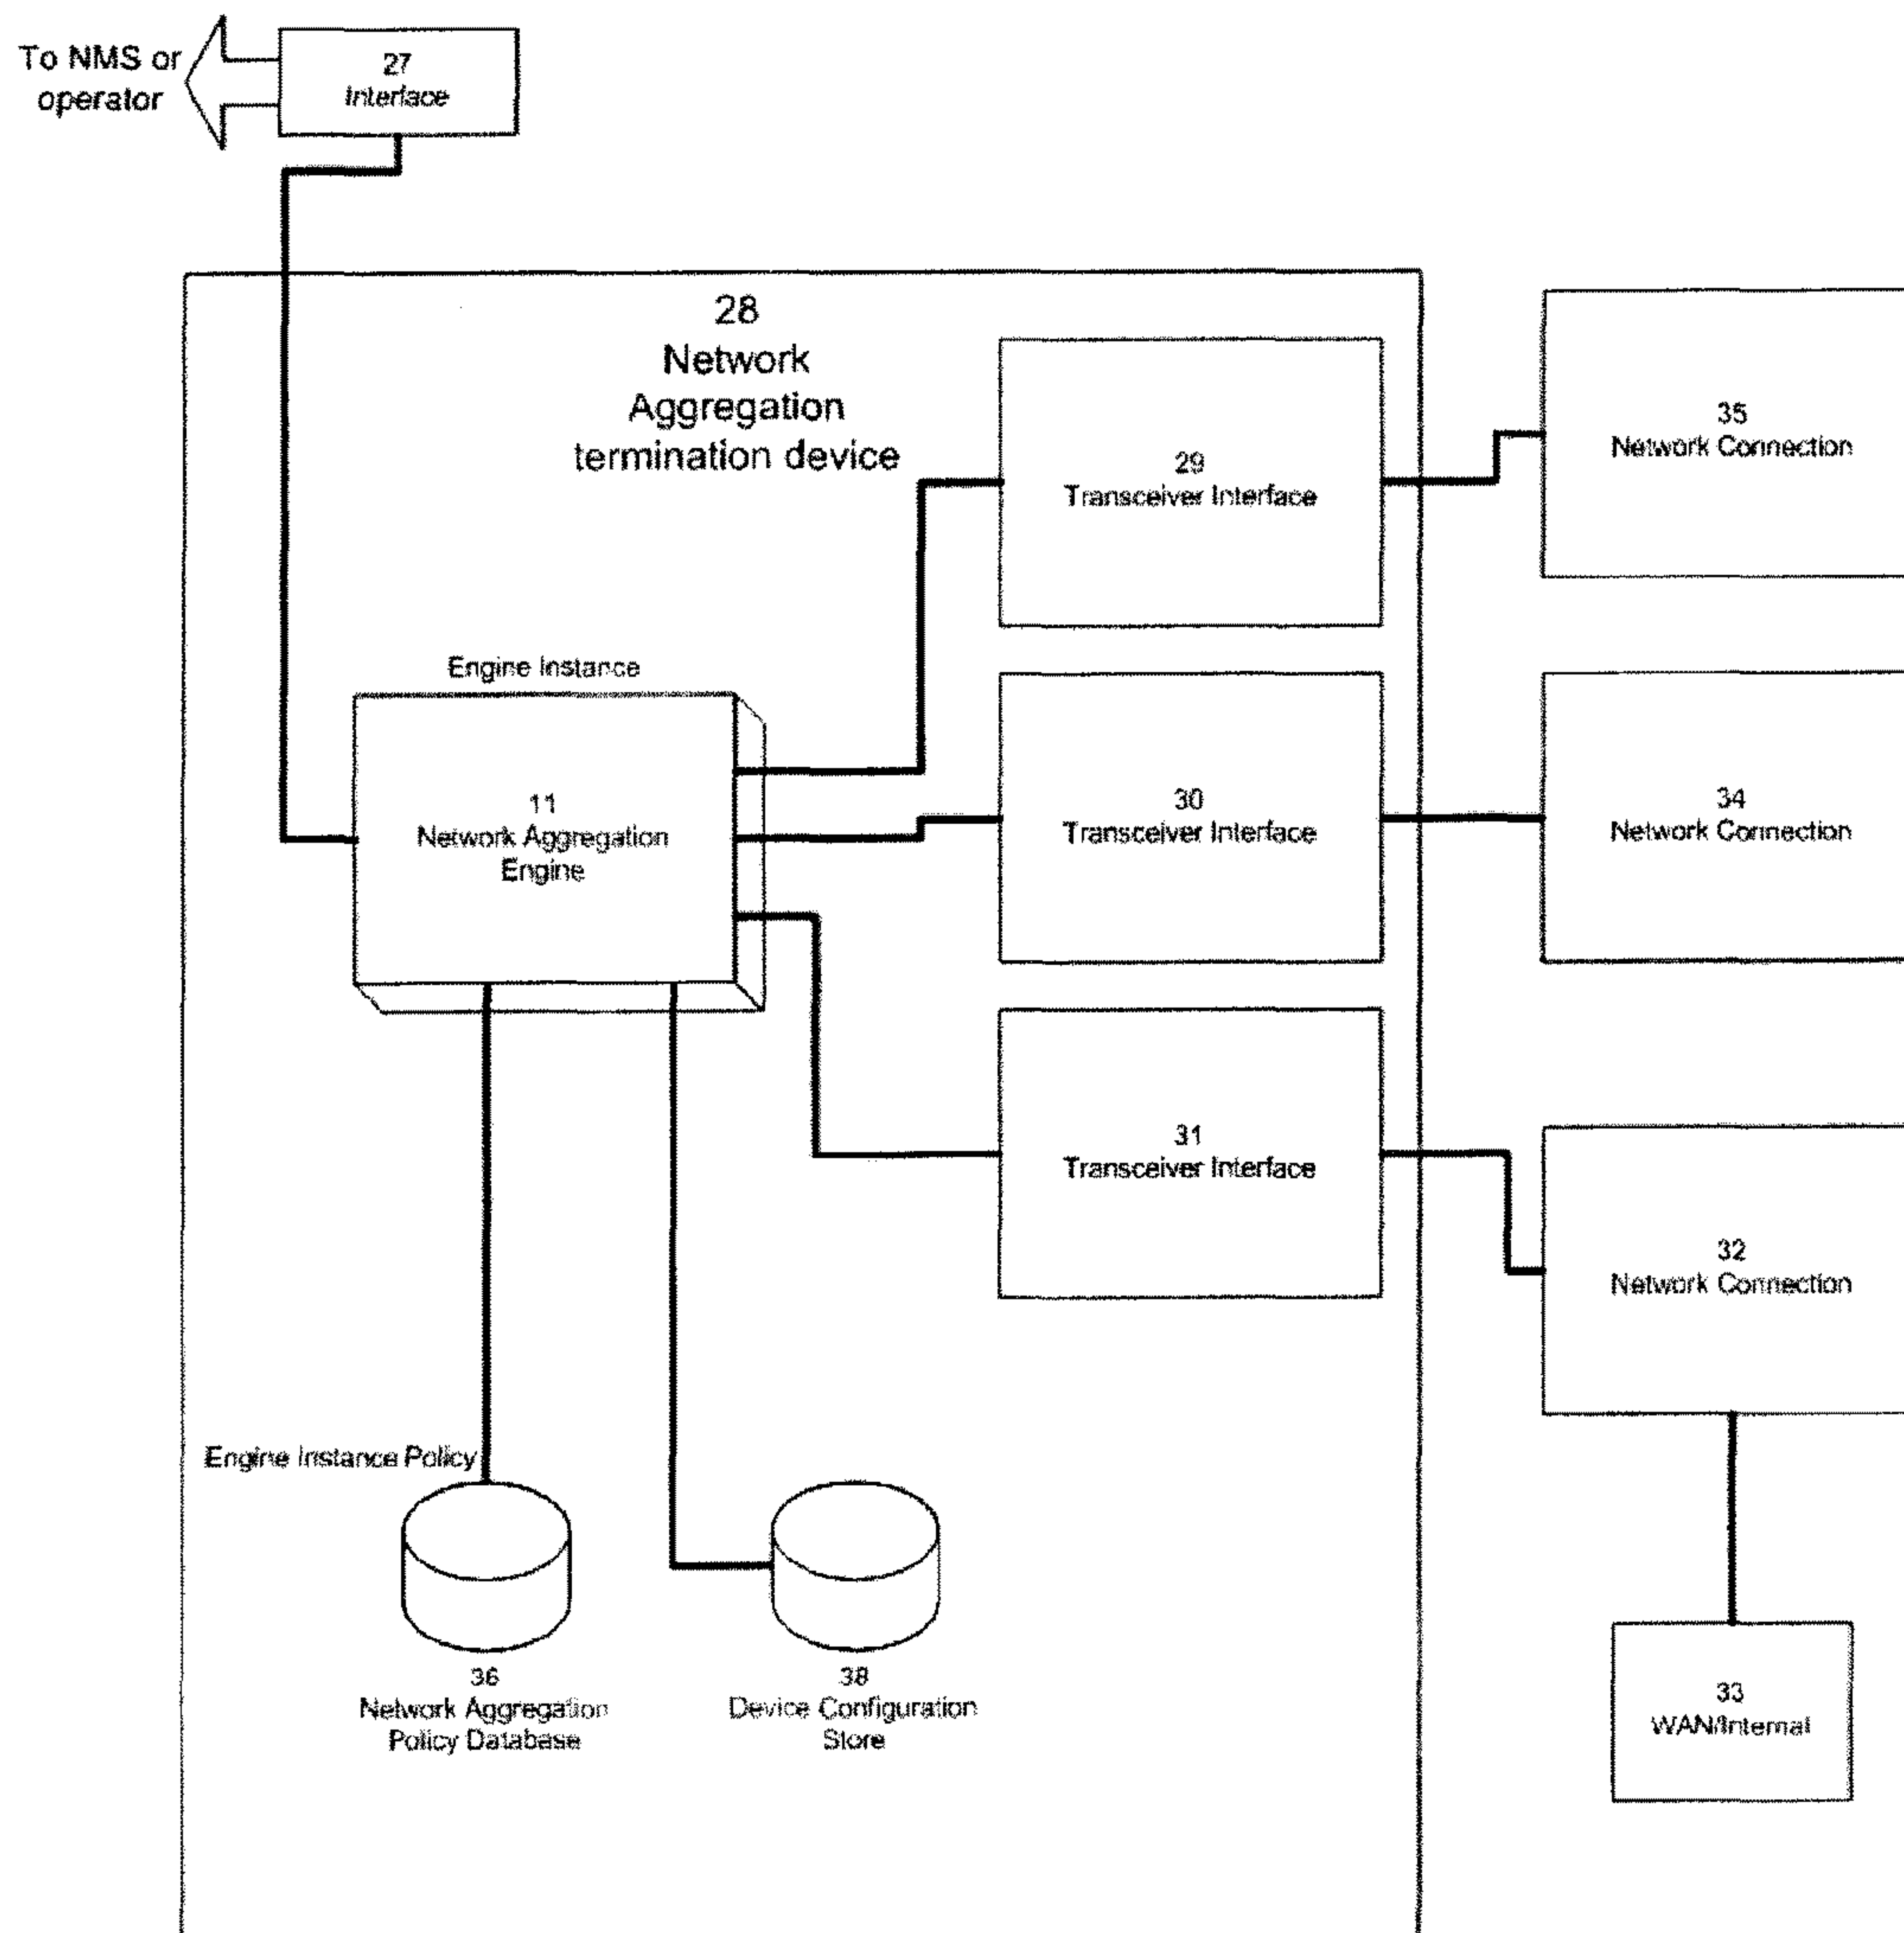 To NMS or
operator
27
Interface
28
Network
Aggregation
termination device
35
Network Connection
29
Transceiver Interface
Engine Instance
11
Network Aggregation
Engine
30
Transceiver Interface
34
Network Connection
31
Transceiver Interface
32
Network Connection
Engine Instance Policy
36
Network Aggregation
Policy Database
38
Device Configuration
Store
33
WAN/Internal